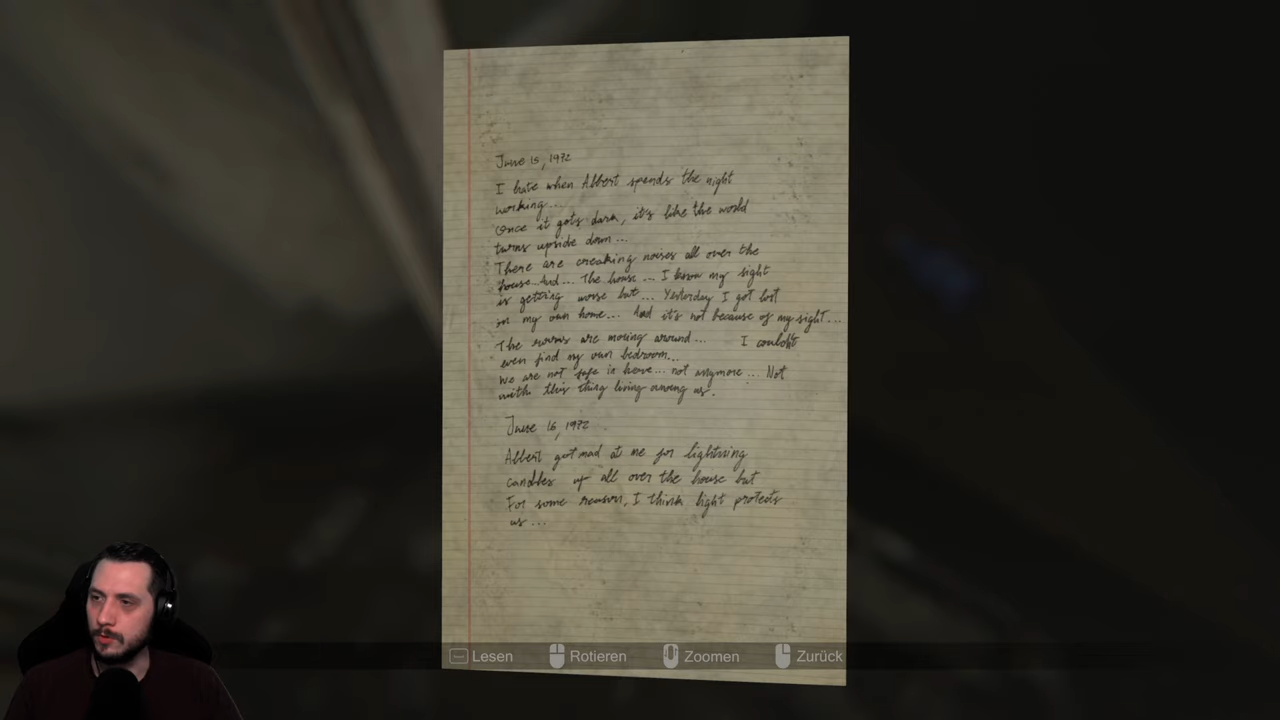 June 15, 1972
I hate when Albert spends the night
working...
Once it gets dark, it's like the world
turns upside down...
There are creaking noises all over the
house... And... The house... I know my sight
is getting worse but... Yesterday I got lost
in my own home... And it's not because of my sight...
The rooms are moving around... I couldn't
even find my own bedroom...
We are not safe in here... not anymore... Not
with this thing living among us.
June 16, 1972
Albert got mad at me for lightning
candles up all over the house but
For some reason, I think light protects
us...
Lesen Rotieren Zoomen Zurück